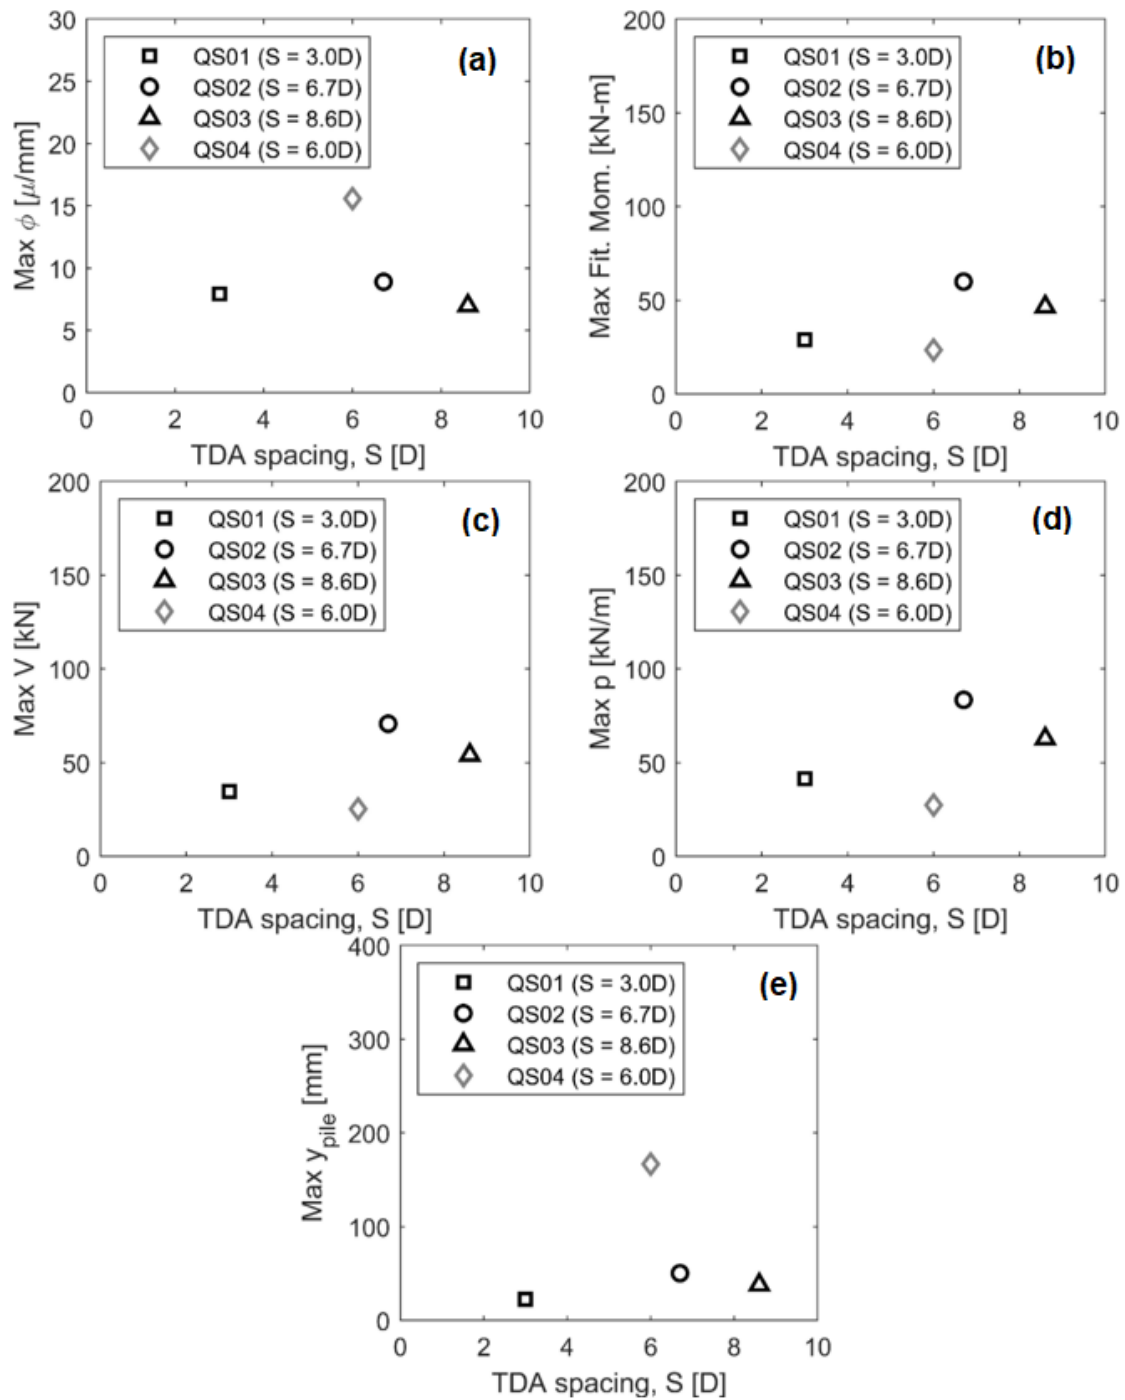 (a)
QS01 (S = 3.0D)
QS02 (S = 6.7D)
QS03 (S = 8.6D)
QS04 (S = 6.0D)
Max ϕ [μ/mm]
30
25
20
15
10
5
0
0 2 4 6 8 10
TDA spacing, S [D]
(b)
QS01 (S = 3.0D)
QS02 (S = 6.7D)
QS03 (S = 8.6D)
QS04 (S = 6.0D)
Max Fit. Mom. [kN-m]
200
150
100
50
0
0 2 4 6 8 10
TDA spacing, S [D]
(c)
QS01 (S = 3.0D)
QS02 (S = 6.7D)
QS03 (S = 8.6D)
QS04 (S = 6.0D)
Max V [kN]
200
150
100
50
0
0 2 4 6 8 10
TDA spacing, S [D]
(d)
QS01 (S = 3.0D)
QS02 (S = 6.7D)
QS03 (S = 8.6D)
QS04 (S = 6.0D)
Max p [kN/m]
200
150
100
50
0
0 2 4 6 8 10
TDA spacing, S [D]
(e)
QS01 (S = 3.0D)
QS02 (S = 6.7D)
QS03 (S = 8.6D)
QS04 (S = 6.0D)
Max y_pile [mm]
400
300
200
100
0
0 2 4 6 8 10
TDA spacing, S [D]